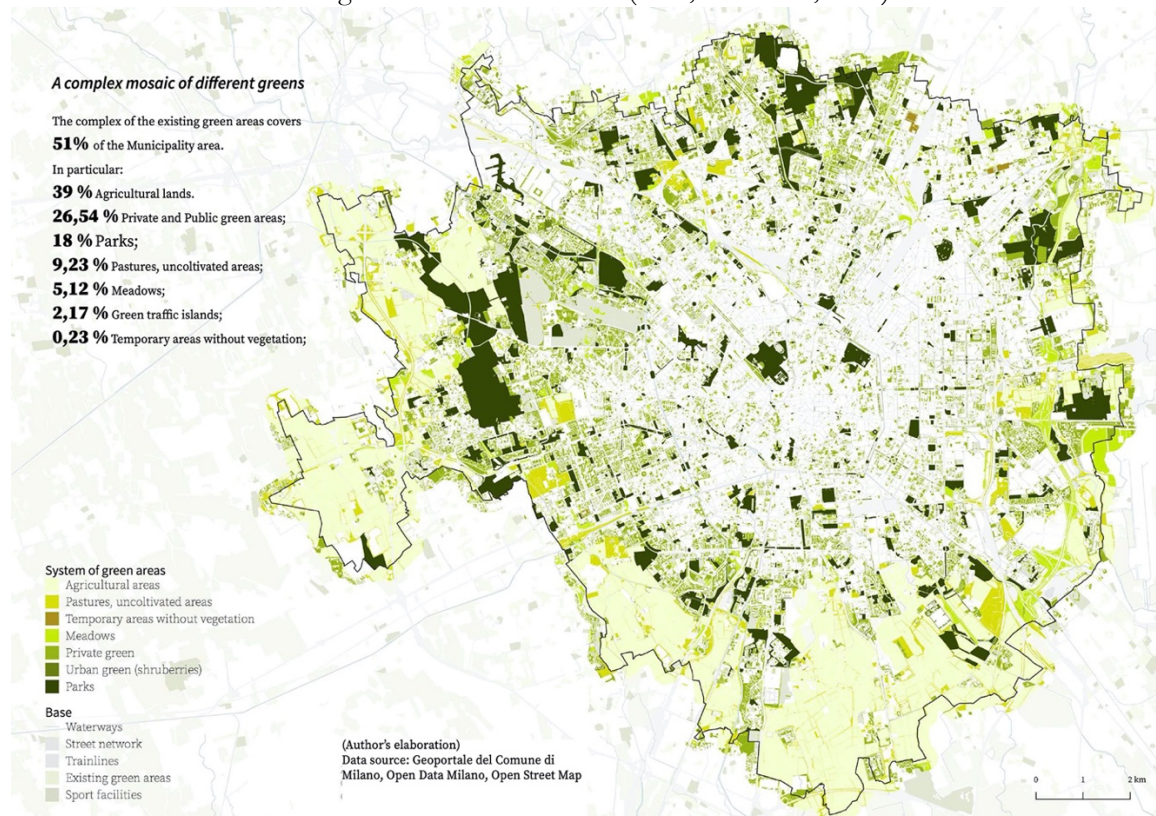 A complex mosaic of different greens
The complex of the existing green areas covers
51% of the Municipality area.
In particular:
39 % Agricultural lands.
26,54 % Private and Public green areas;
18 % Parks;
9,23 % Pastures, uncoltivated areas;
5,12 % Meadows;
2,17 % Green traffic islands;
0,23 % Temporary areas without vegetation;
System of green areas
Agricultural areas
Pastures, uncoltivated areas
Temporary areas without vegetation
Meadows
Private green
Urban green (shruberries)
Parks
Base
Waterways
Street network
Trainlines
Existing green areas
Sport facilities
(Author's elaboration)
Data source: Geoportale del Comune di
Milano, Open Data Milano, Open Street Map
0 1 2 km